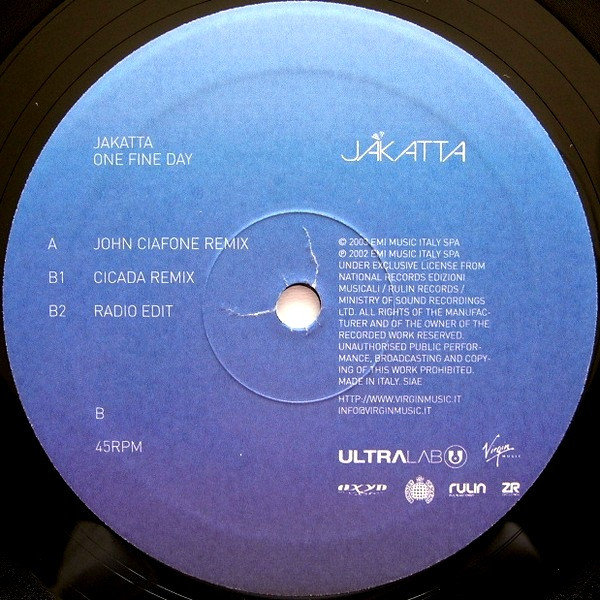 JAKATTA
ONE FINE DAY
JAKATTA
A JOHN CIAFONE REMIX
B1 CICADA REMIX
B2 RADIO EDIT
© 2003 EMI MUSIC ITALY SPA
℗ 2002 EMI MUSIC ITALY SPA
UNDER EXCLUSIVE LICENSE FROM
NATIONAL RECORDS EDIZIONI
MUSICALI / RULIN RECORDS /
MINISTRY OF SOUND RECORDINGS
LTD. ALL RIGHTS OF THE MANUFAC-
TURER AND OF THE OWNER OF THE
RECORDED WORK RESERVED.
UNAUTHORISED PUBLIC PERFOR-
MANCE, BROADCASTING AND COPY-
ING OF THIS WORK PROHIBITED.
MADE IN ITALY. SIAE
HTTP://WWW.VIRGINMUSIC.IT
INFO@VIRGINMUSIC.IT
B
45RPM
ULTRALAB
Virgin
MUSIC
oxyd
rulin
ZR